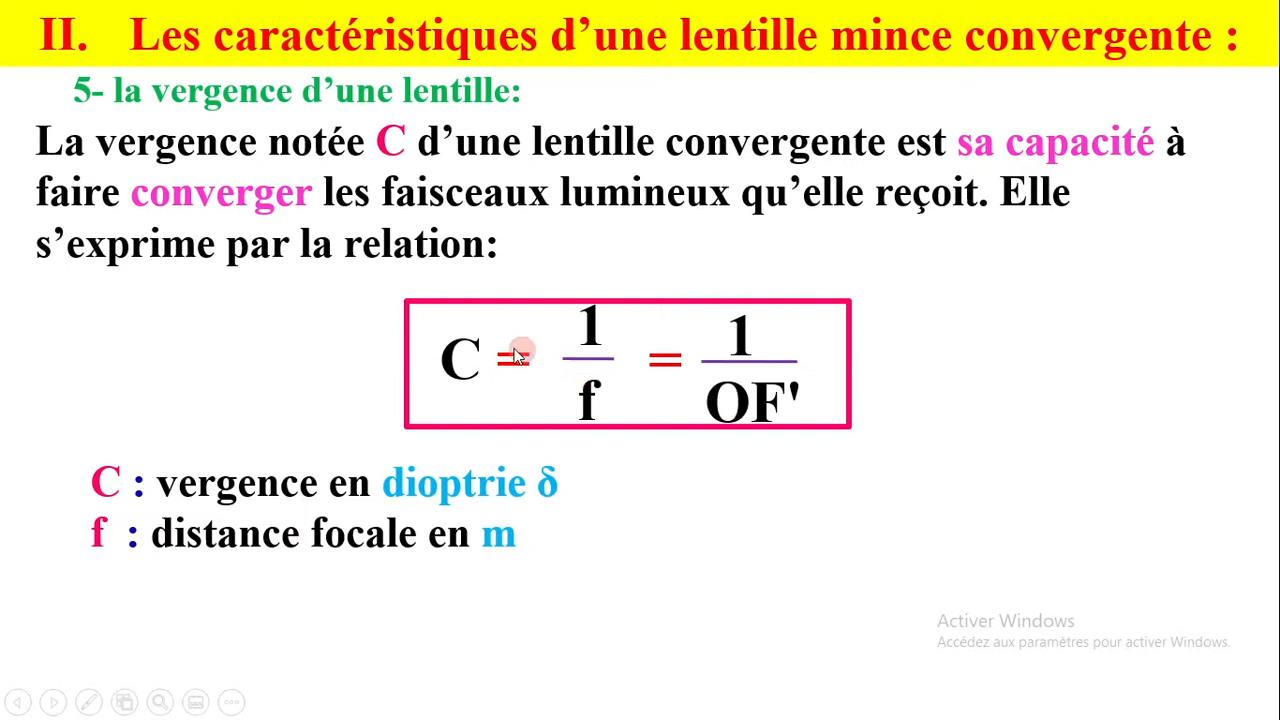 II. Les caractéristiques d’une lentille mince convergente :
5- la vergence d’une lentille:
La vergence notée C d’une lentille convergente est sa capacité à
faire converger les faisceaux lumineux qu’elle reçoit. Elle
s’exprime par la relation:
C = 1/f = 1/OF'
C : vergence en dioptrie δ
f : distance focale en m
Activer Windows
Accédez aux paramètres pour activer Windows.